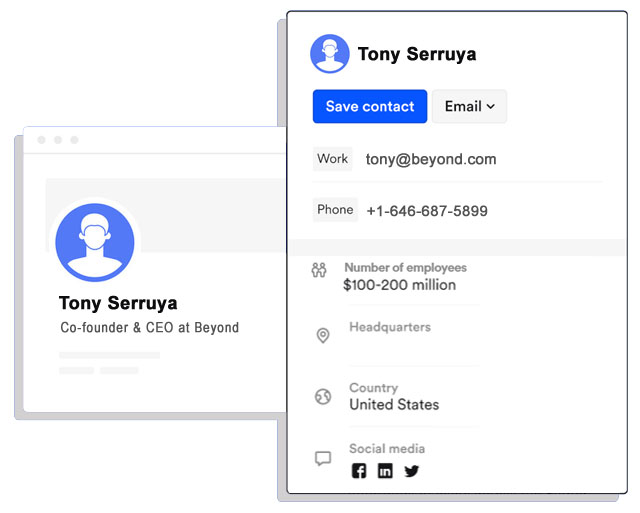 Tony Serruya
Co-founder & CEO at Beyond
Tony Serruya
Save contact Email
Work tony@beyond.com
Phone +1-646-687-5899
Number of employees
$100-200 million
Headquarters
Country
United States
Social media